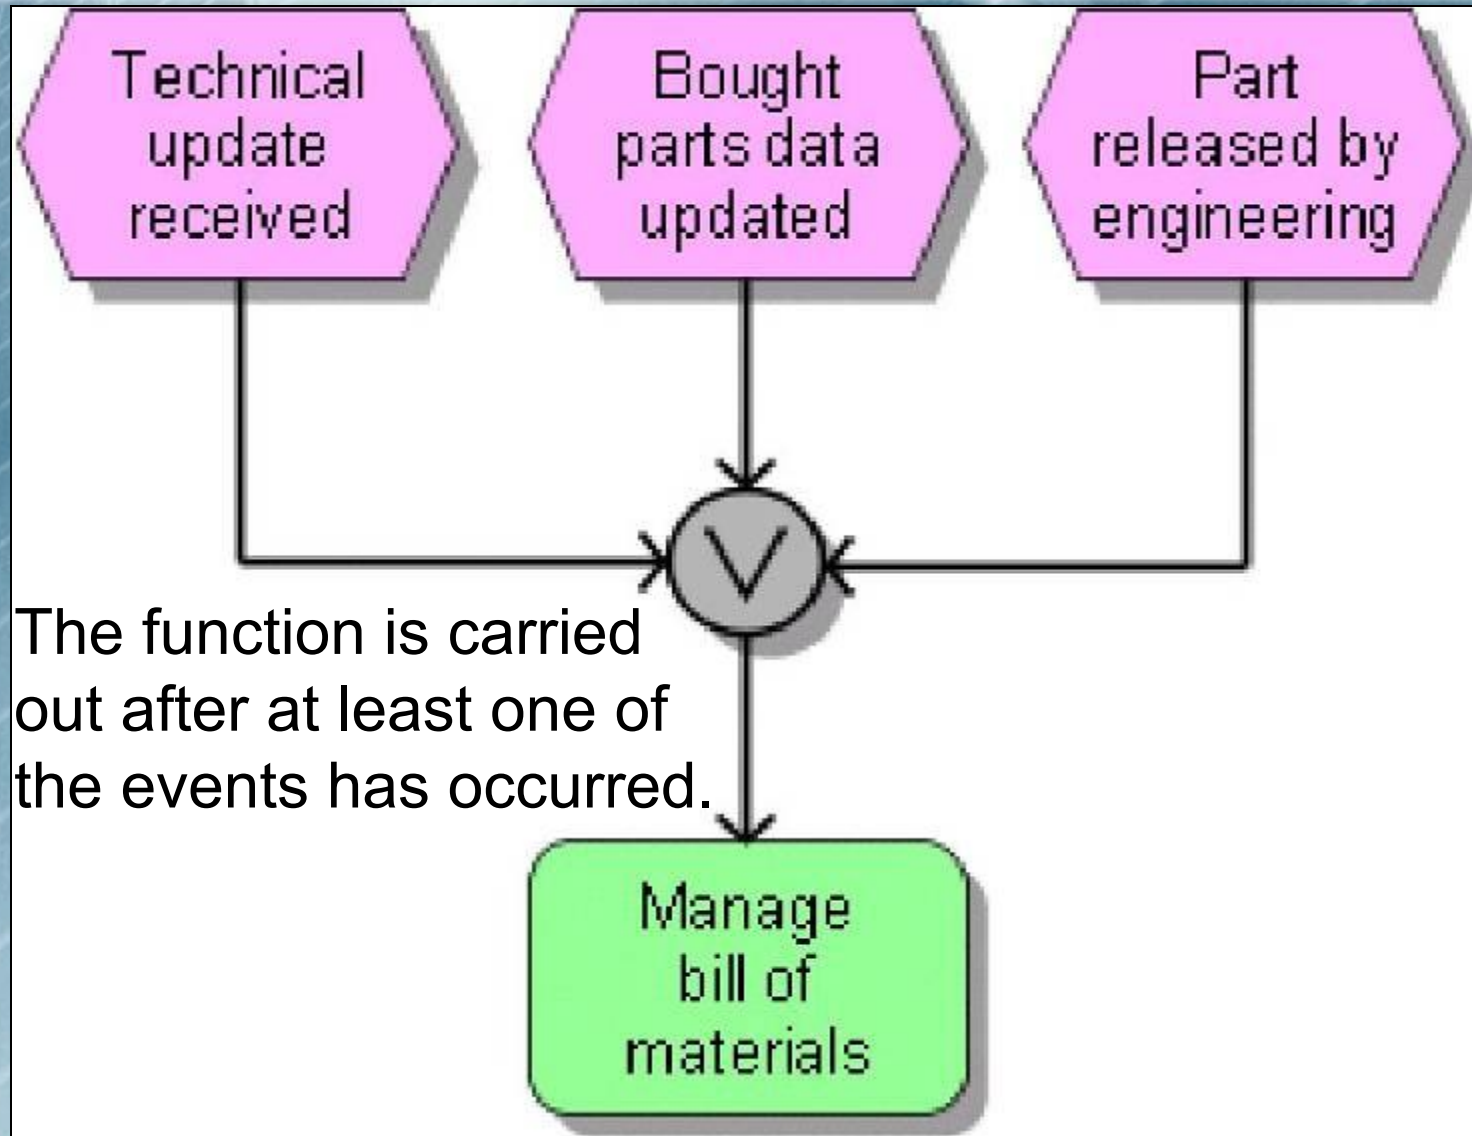 Technical
update
received
Bought
parts data
updated
Part
released by
engineering
V
The function is carried
out after at least one of
the events has occurred.
Manage
bill of
materials